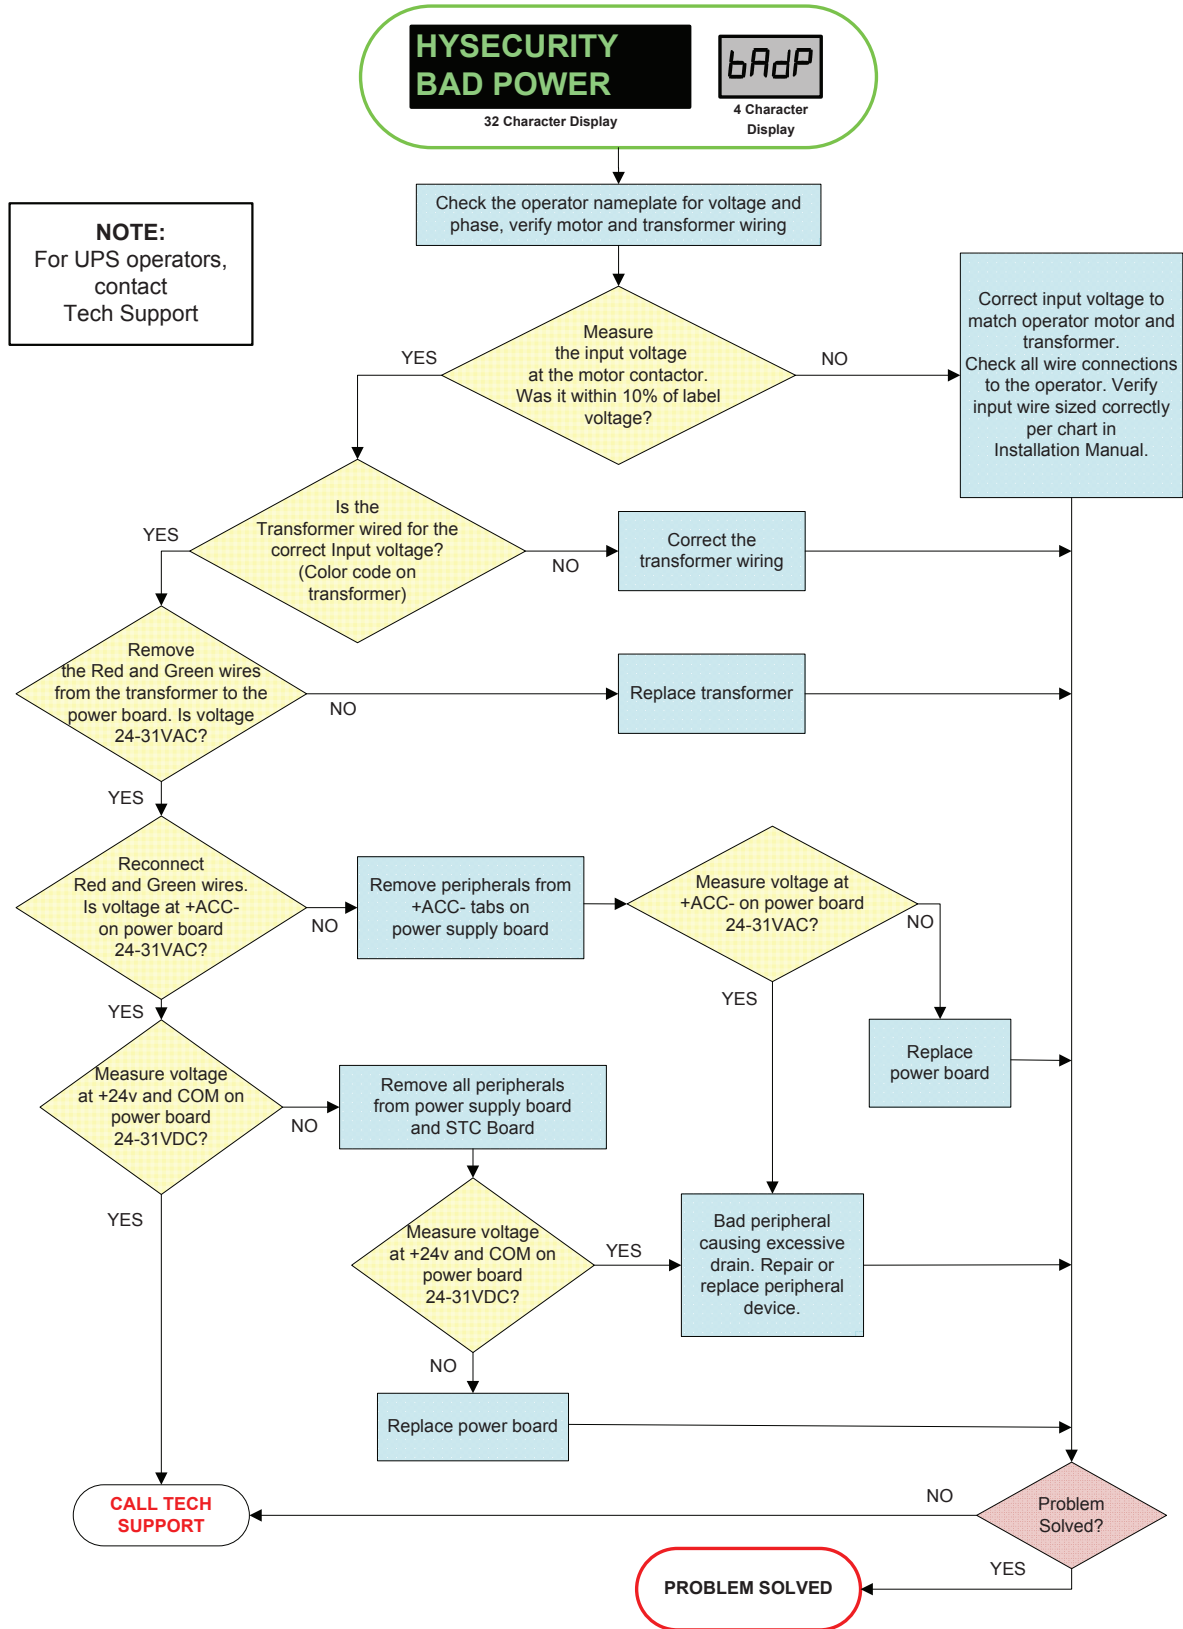 HYSECURITY
BAD POWER
32 Character Display
bAdP
4 Character
Display
NOTE:
For UPS operators,
contact
Tech Support
Check the operator nameplate for voltage and
phase, verify motor and transformer wiring
Measure
the input voltage
at the motor contactor.
Was it within 10% of label
voltage?
YES
NO
Correct input voltage to
match operator motor and
transformer.
Check all wire connections
to the operator. Verify
input wire sized correctly
per chart in
Installation Manual.
Is the
Transformer wired for the
correct Input voltage?
(Color code on
transformer)
YES
NO
Correct the
transformer wiring
Remove
the Red and Green wires
from the transformer to the
power board. Is voltage
24-31VAC?
NO
Replace transformer
YES
Reconnect
Red and Green wires.
Is voltage at +ACC-
on power board
24-31VAC?
NO
Remove peripherals from
+ACC- tabs on
power supply board
Measure voltage at
+ACC- on power board
24-31VAC?
NO
YES
YES
Replace
power board
Measure voltage
at +24v and COM on
power board
24-31VDC?
NO
Remove all peripherals
from power supply board
and STC Board
YES
Measure voltage
at +24v and COM on
power board
24-31VDC?
YES
Bad peripheral
causing excessive
drain. Repair or
replace peripheral
device.
NO
Replace power board
CALL TECH
SUPPORT
NO
Problem
Solved?
YES
PROBLEM SOLVED